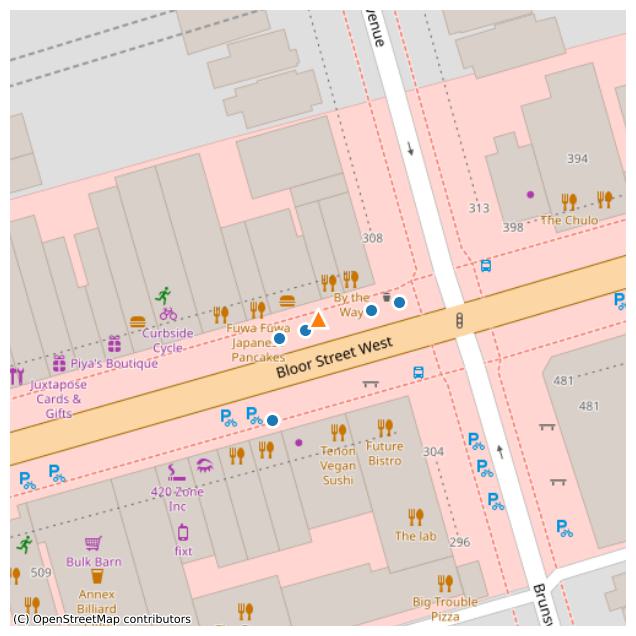 venue
394
313
398
The Chulo
308
By the
Way
Fuwa Fuwa
Japanese
Pancakes
Curbside
Cycle
Piya's Boutique
Juxtapose
Cards &
Gifts
Bloor Street West
481
481
304
Future
Bistro
Tenon
Vegan
Sushi
420 Zone
Inc
The lab
fixt
296
Bulk Barn
509
Annex
Billiard
Big Trouble
Pizza
Brunsw
(C) OpenStreetMap contributors